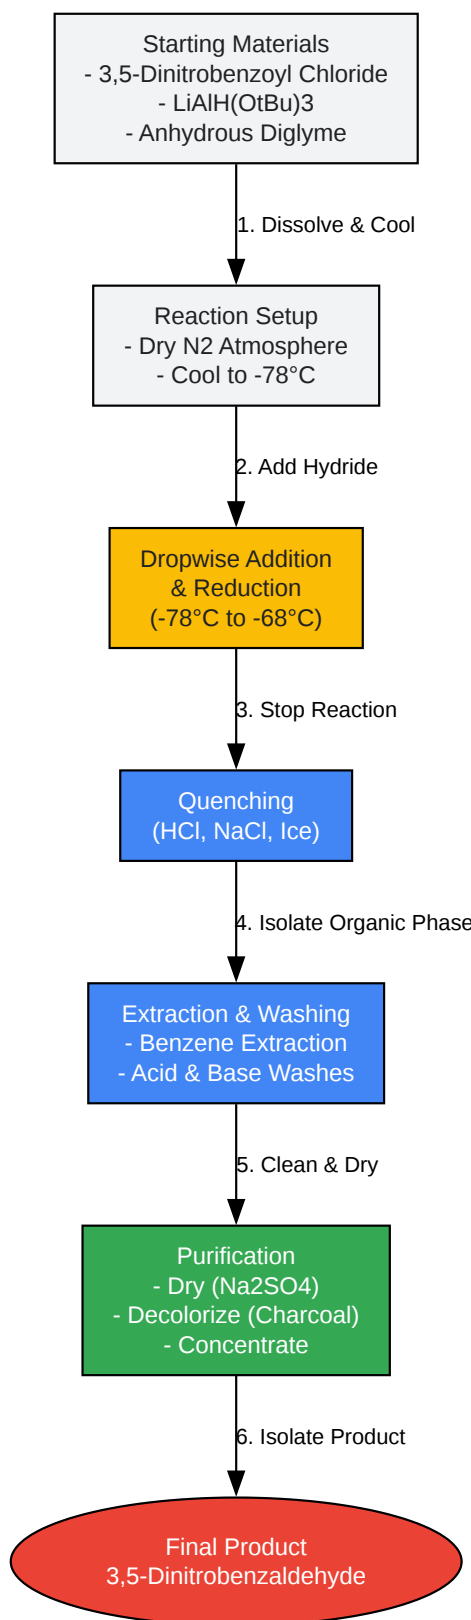 Starting Materials
- 3,5-Dinitrobenzoyl Chloride
- LiAlH(OtBu)3
- Anhydrous Diglyme
1. Dissolve & Cool
Reaction Setup
- Dry N2 Atmosphere
- Cool to -78°C
2. Add Hydride
Dropwise Addition
& Reduction
(-78°C to -68°C)
3. Stop Reaction
Quenching
(HCl, NaCl, Ice)
4. Isolate Organic Phase
Extraction & Washing
- Benzene Extraction
- Acid & Base Washes
5. Clean & Dry
Purification
- Dry (Na2SO4)
- Decolorize (Charcoal)
- Concentrate
6. Isolate Product
Final Product
3,5-Dinitrobenzaldehyde